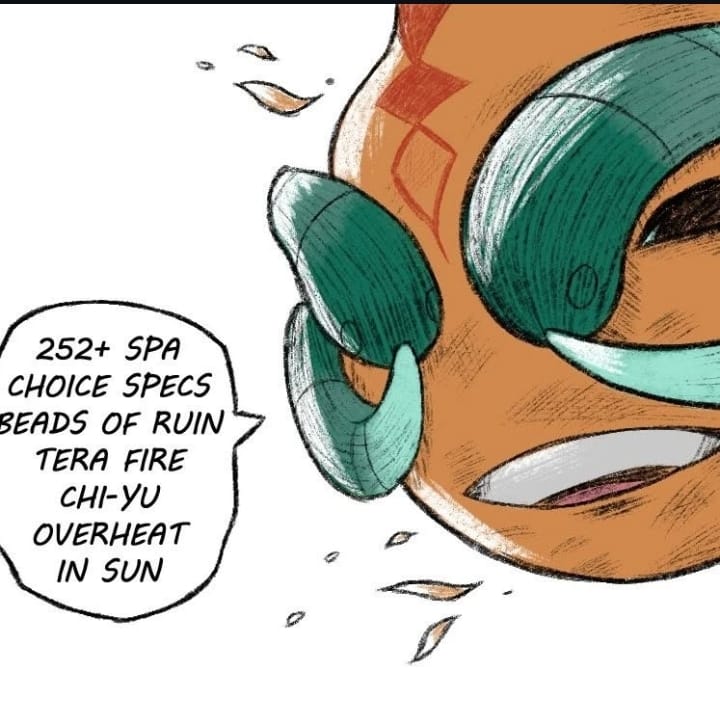 252+ SPA
CHOICE SPECS
BEADS OF RUIN
TERA FIRE
CHI-YU
OVERHEAT
IN SUN